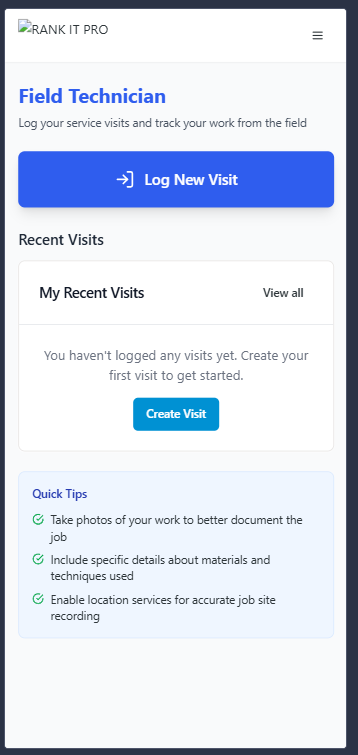 RANK IT PRO
Field Technician
Log your service visits and track your work from the field
Log New Visit
Recent Visits
My Recent Visits
View all
You haven't logged any visits yet. Create your
first visit to get started.
Create Visit
Quick Tips
Take photos of your work to better document the
job
Include specific details about materials and
techniques used
Enable location services for accurate job site
recording